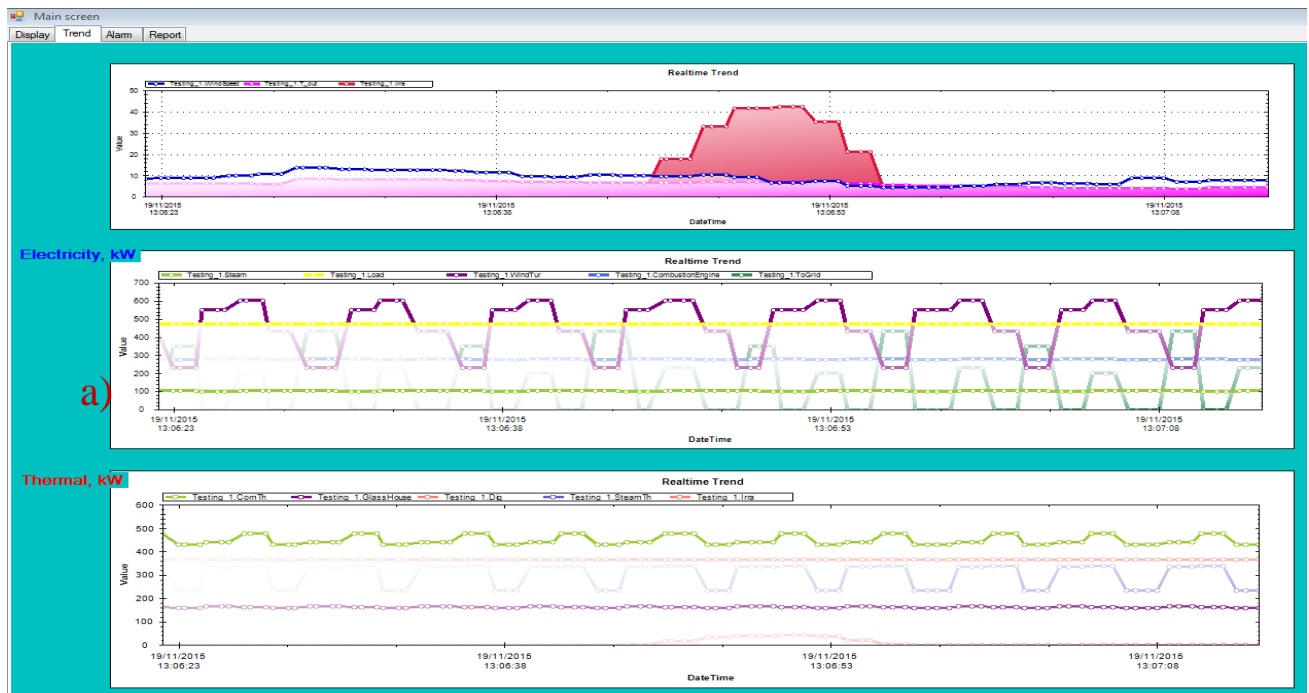 Main screen
Display Trend Alarm Report
Realtime Trend
Testing_1.WindSpeed Testing_1.T_out Testing_1.Irra
50
40
30
20
10
0
Value
19/11/2015 19/11/2015 19/11/2015 19/11/2015
13:06:23 13:06:38 13:06:53 13:07:08
DateTime
Electricity, kW
Realtime Trend
Testing_1.Steam Testing_1.Load Testing_1.WindTur Testing_1.CombustionEngine Testing_1.ToGrid
700
600
500
400
300
200
100
0
Value
a)
19/11/2015 19/11/2015 19/11/2015 19/11/2015
13:06:23 13:06:38 13:06:53 13:07:08
DateTime
Thermal, kW
Realtime Trend
Testing_1.ComTh Testing_1.GlassHouse Testing_1.Dig Testing_1.SteamTh Testing_1.Irra
600
500
400
300
200
100
0
Value
19/11/2015 19/11/2015 19/11/2015 19/11/2015
13:06:23 13:06:38 13:06:53 13:07:08
DateTime